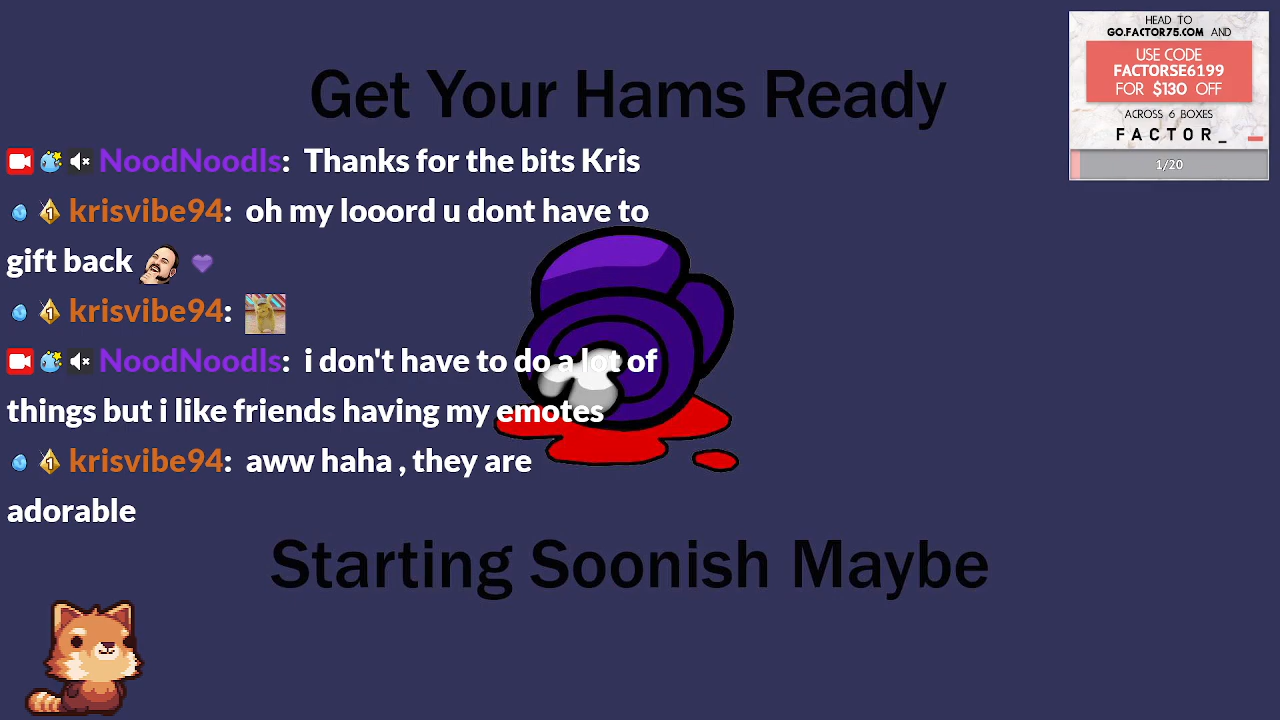 HEAD TO
GO.FACTOR75.COM AND
USE CODE
FACTORSE6199
FOR $130 OFF
ACROSS 6 BOXES
FACTOR_
1/20
Get Your Hams Ready
NoodNoodls: Thanks for the bits Kris
1 krisvibe94: oh my looord u dont have to
gift back
1 krisvibe94:
NoodNoodls: i don't have to do a lot of
things but i like friends having my emotes
1 krisvibe94: aww haha , they are
adorable
Starting Soonish Maybe